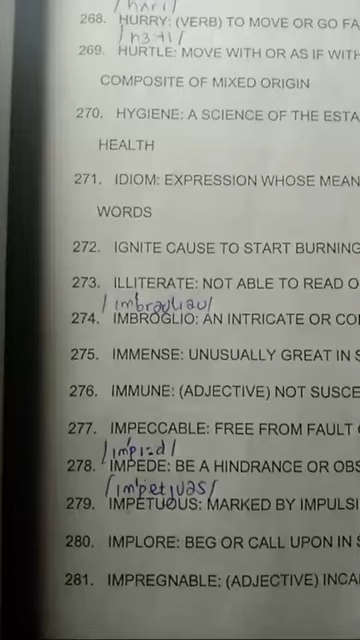 /hʌri/
268. HURRY: (VERB) TO MOVE OR GO FA
/hɜːtl/
269. HURTLE: MOVE WITH OR AS IF WITH
COMPOSITE OF MIXED ORIGIN
270. HYGIENE: A SCIENCE OF THE ESTA
HEALTH
271. IDIOM: EXPRESSION WHOSE MEAN
WORDS
272. IGNITE CAUSE TO START BURNING
273. ILLITERATE: NOT ABLE TO READ O
274. IMBROGLIO: AN INTRICATE OR CO
275. IMMENSE: UNUSUALLY GREAT IN S
276. IMMUNE: (ADJECTIVE) NOT SUSCE
277. IMPECCABLE: FREE FROM FAULT
278. IMPEDE: BE A HINDRANCE OR OBS
279. IMPETUOUS: MARKED BY IMPULSI
280. IMPLORE: BEG OR CALL UPON IN S
281. IMPREGNABLE: (ADJECTIVE) INCA